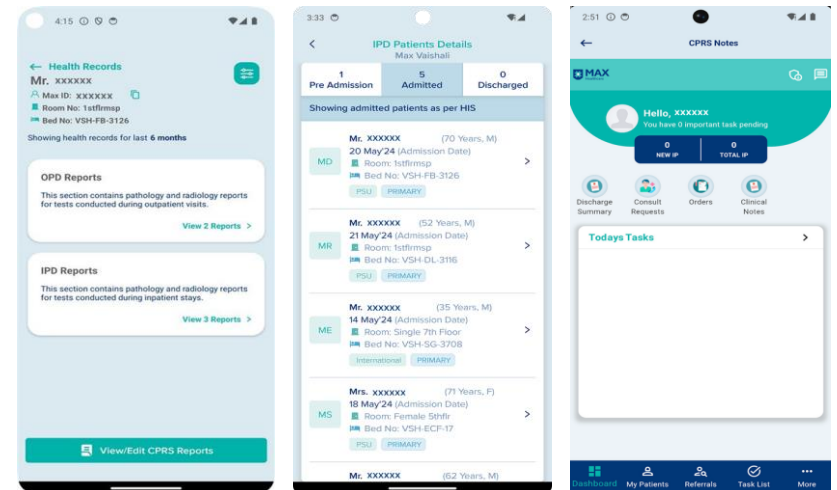 4:15
← Health Records
Mr. xxxxxx
Max ID: xxxxxx
Room No: 1stflrmsp
Bed No: VSH-FB-3126
Showing health records for last 6 months
OPD Reports
This section contains pathology and radiology reports
for tests conducted during outpatient visits.
View 2 Reports >
IPD Reports
This section contains pathology and radiology reports
for tests conducted during inpatient stays.
View 3 Reports >
View/Edit CPRS Reports
3:33
IPD Patients Details
Max Vaishali
1
Pre Admission
5
Admitted
0
Discharged
Showing admitted patients as per HIS
MD
Mr. XXXXXX (70 Years, M)
20 May'24 (Admission Date)
Room: 1stflrmsp
Bed No: VSH-FB-3126
PSU PRIMARY
MR
Mr. xxxxxx (52 Years, M)
21 May'24 (Admission Date)
Room: 1stflrmsp
Bed No: VSH-DL-3116
PSU PRIMARY
ME
Mr. xxxxxx (35 Years, M)
14 May'24 (Admission Date)
Room: Single 7th Floor
Bed No: VSH-SG-3708
International PRIMARY
MS
Mrs. xxxxxx (71 Years, F)
18 May'24 (Admission Date)
Room: Female 5thflr
Bed No: VSH-ECF-17
PSU PRIMARY
Mr. XXXXXX (62 Years, M)
2:51
← CPRS Notes
MAX
Hello, xxxxxx
You have 0 important task pending
0
NEW IP
0
TOTAL IP
Discharge
Summary
Consult
Requests
Orders
Clinical
Notes
Todays Tasks >
Dashboard My Patients Referrals Task List More